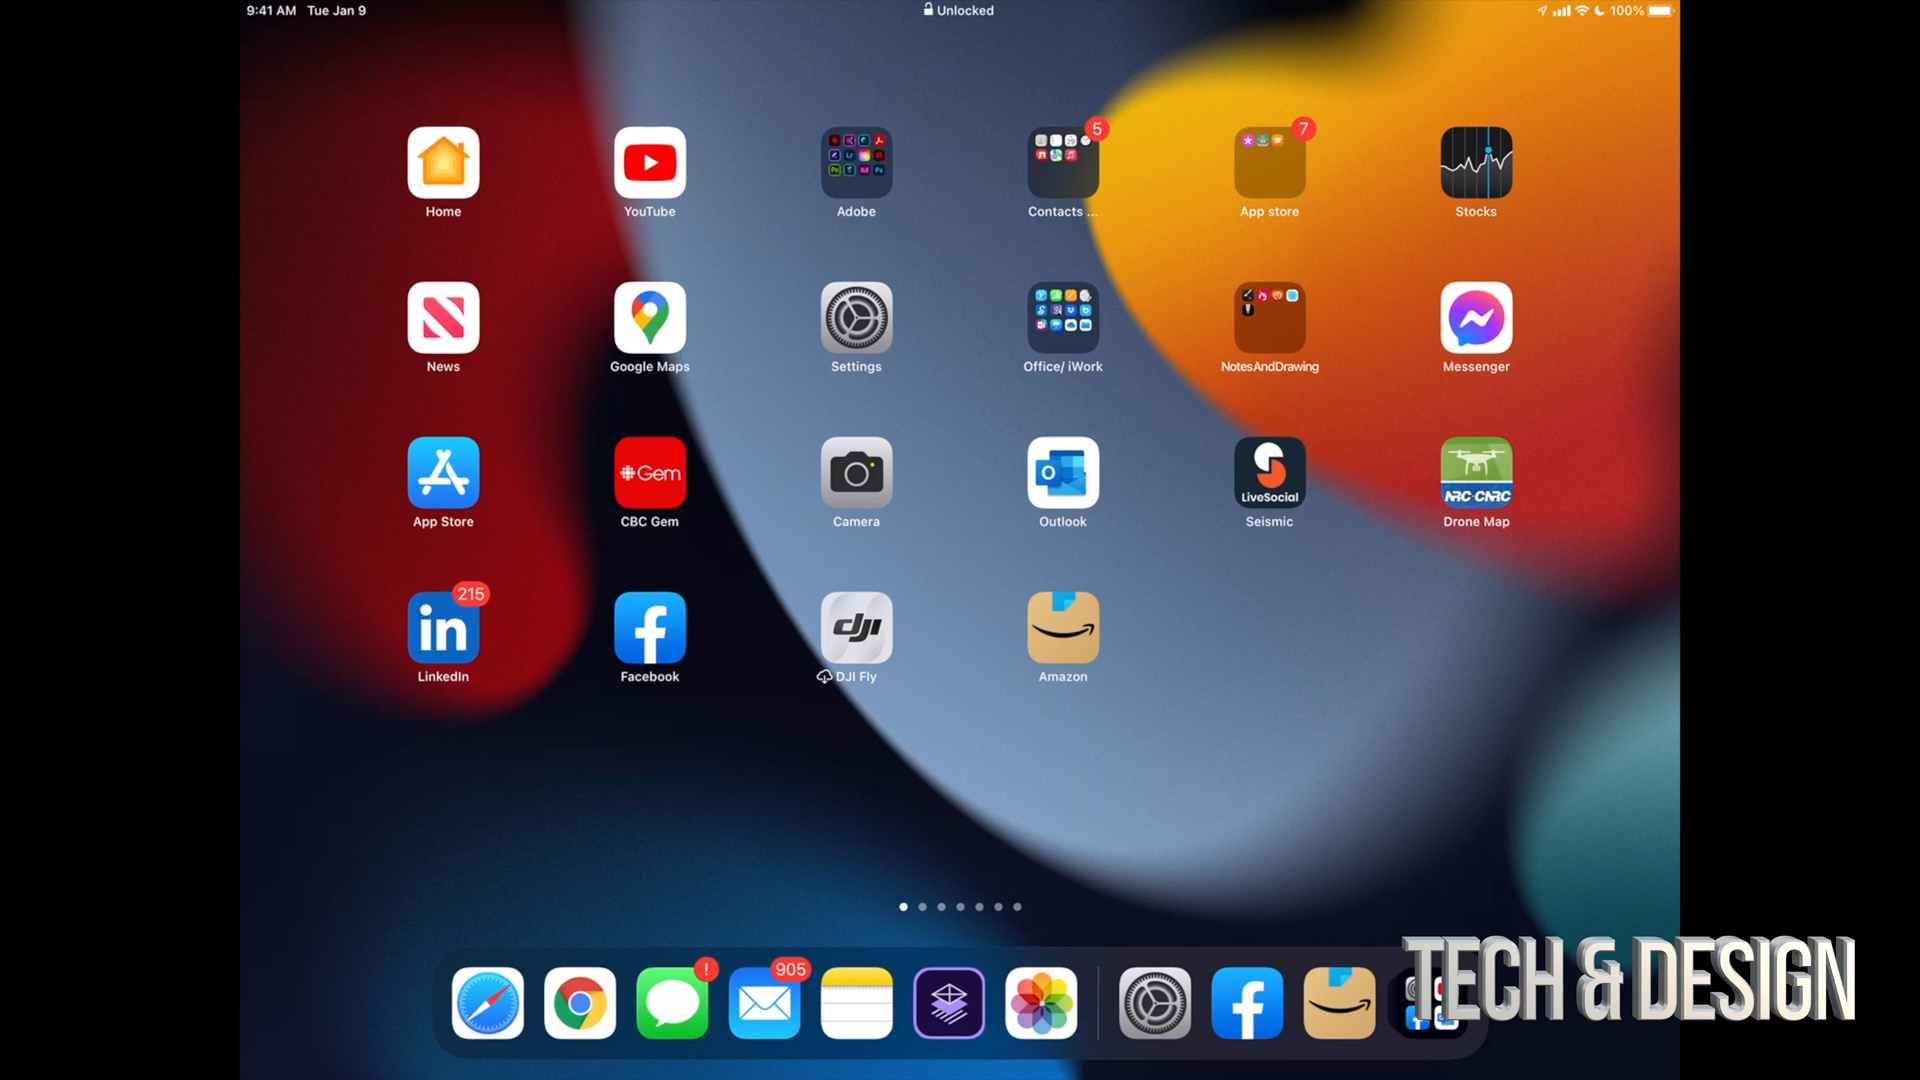 9:41 AM Tue Jan 9
Unlocked
100%
5
7
Home
YouTube
Adobe
Contacts ...
App store
Stocks
News
Google Maps
Settings
Office/ iWork
NotesAndDrawing
Messenger
Gem
LiveSocial
NRC·CNRC
App Store
CBC Gem
Camera
Outlook
Seismic
Drone Map
215
in
dji
LinkedIn
Facebook
DJI Fly
Amazon
!
905
TECH & DESIGN